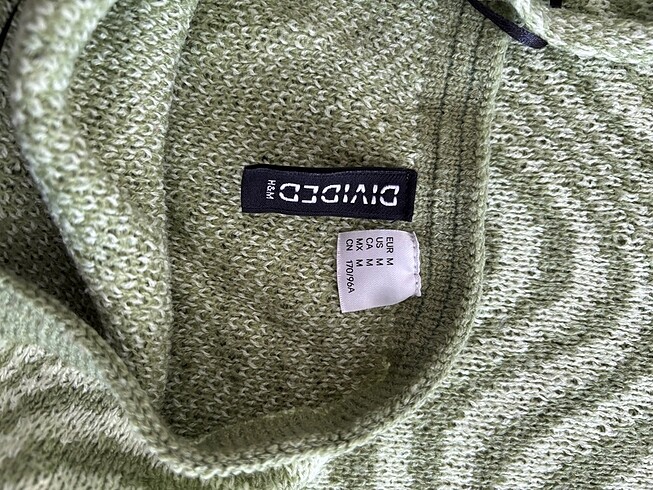 DIVIDED
H&M
EUR M
US M
CA M
MX M
CN 170/96A